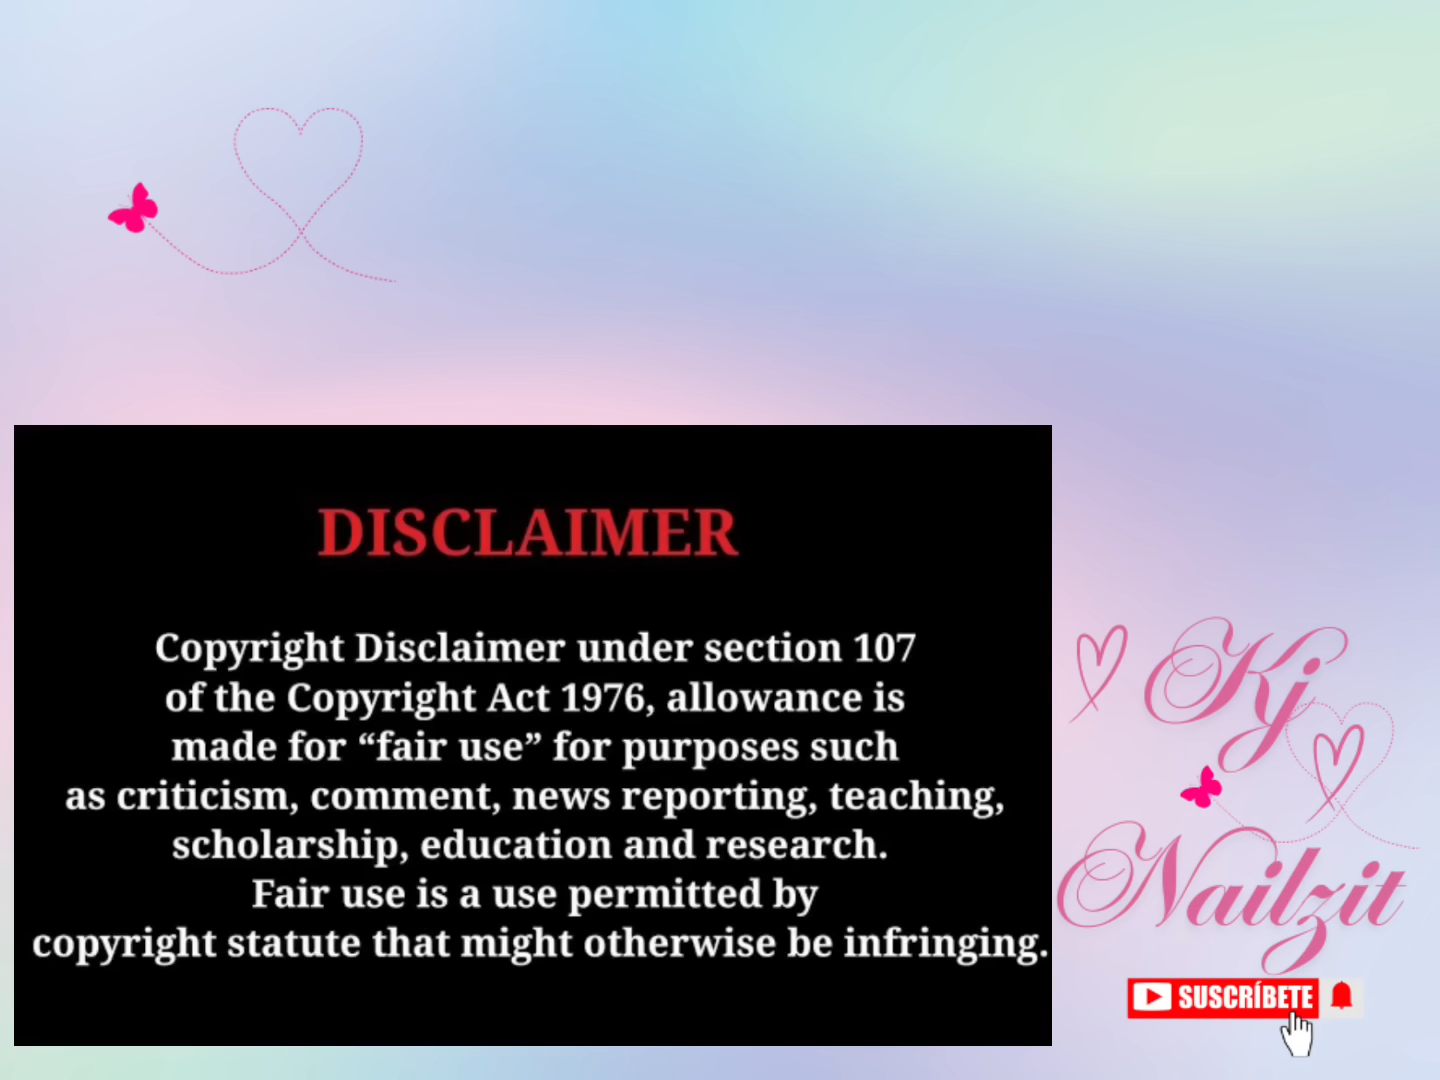 DISCLAIMER
Copyright Disclaimer under section 107
of the Copyright Act 1976, allowance is
made for “fair use” for purposes such
as criticism, comment, news reporting, teaching,
scholarship, education and research.
Fair use is a use permitted by
copyright statute that might otherwise be infringing.
Kj
Nailzit
SUSCRÍBETE